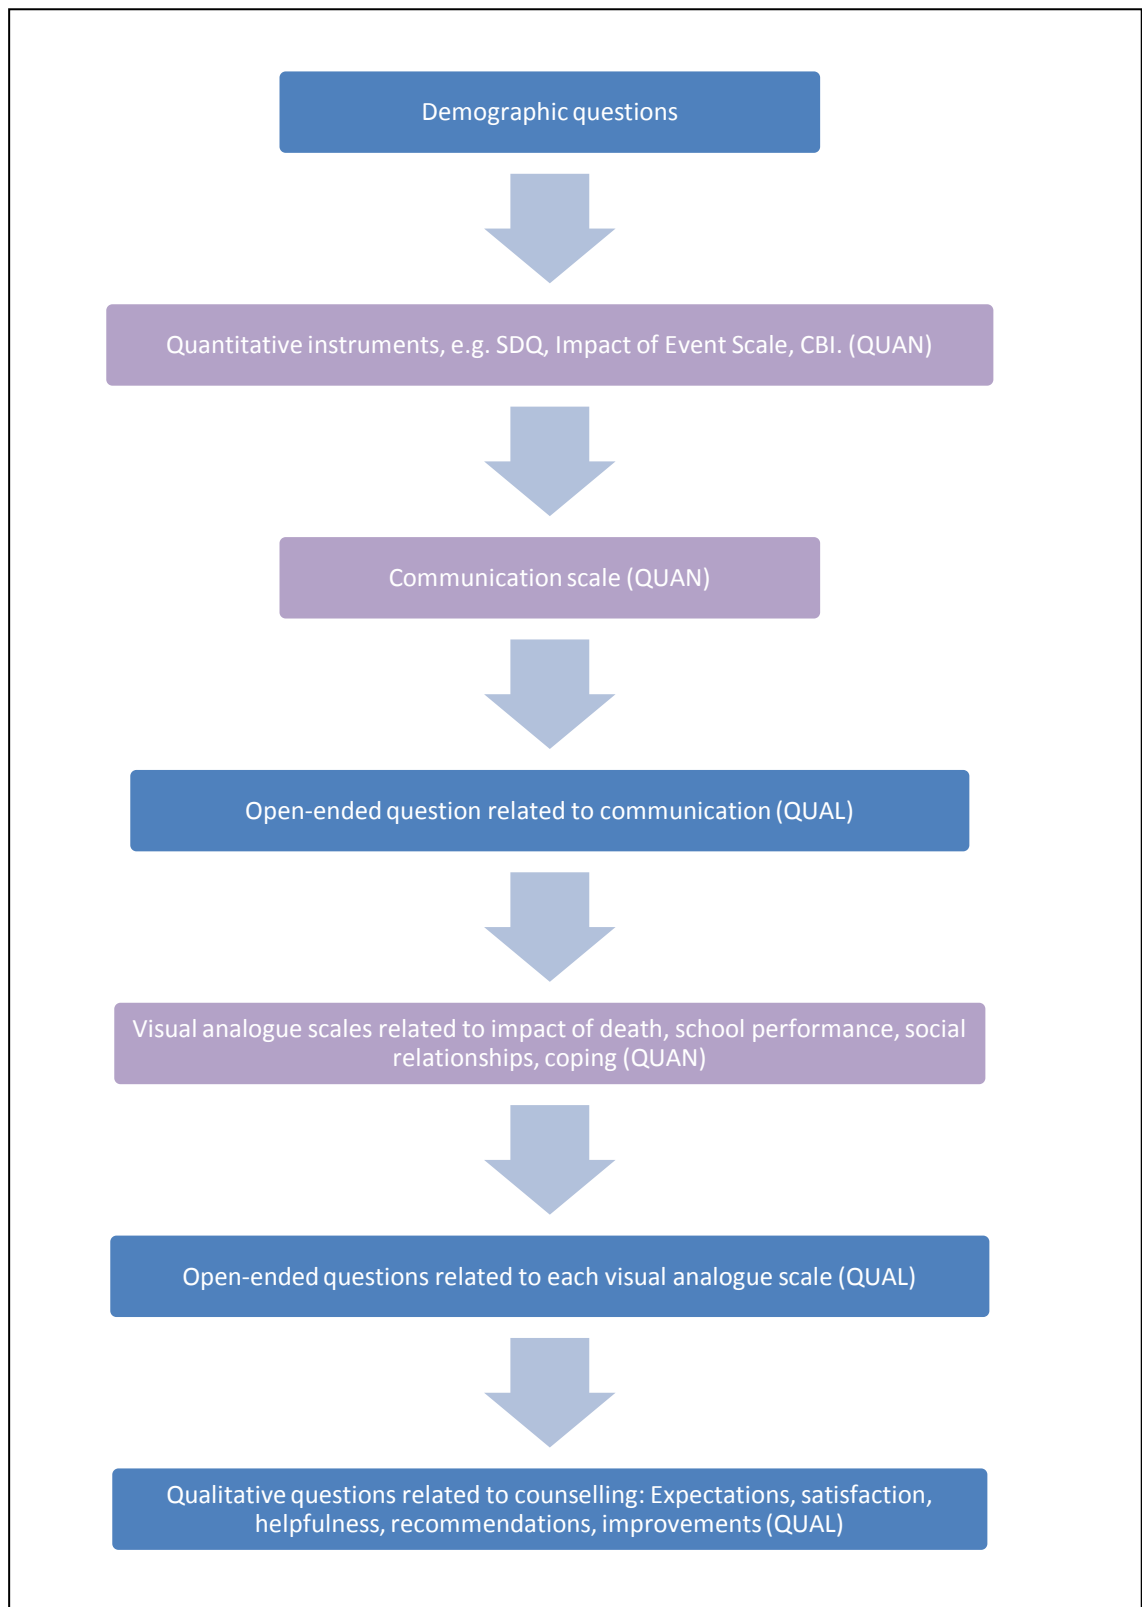 Demographic questions
Quantitative instruments, e.g. SDQ, Impact of Event Scale, CBI. (QUAN)
Communication scale (QUAN)
Open-ended question related to communication (QUAL)
Visual analogue scales related to impact of death, school performance, social
relationships, coping (QUAN)
Open-ended questions related to each visual analogue scale (QUAL)
Qualitative questions related to counselling: Expectations, satisfaction,
helpfulness, recommendations, improvements (QUAL)